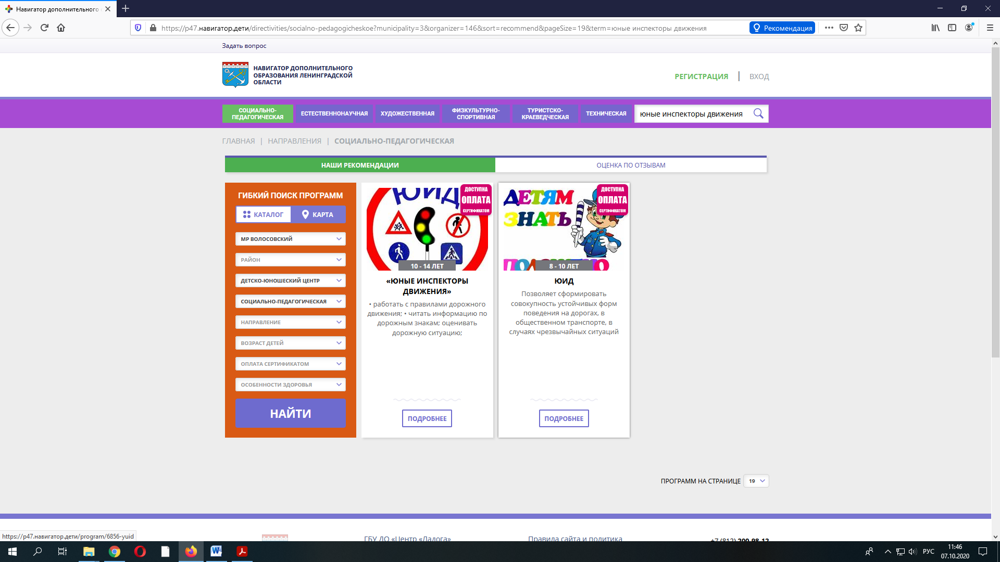 Навигатор дополнительного
https://р47.навигатор.дети/directivities/socialno-pedagogicheskoe?municipality=3&organizer=146&sort=recommend&pageSize=19&term=юные инспекторы движения
Рекомендация
Задать вопрос
НАВИГАТОР ДОПОЛНИТЕЛЬНОГО
ОБРАЗОВАНИЯ ЛЕНИНГРАДСКОЙ
ОБЛАСТИ
РЕГИСТРАЦИЯ | ВХОД
СОЦИАЛЬНО-
ПЕДАГОГИЧЕСКАЯ
ЕСТЕСТВЕННОНАУЧНАЯ
ХУДОЖЕСТВЕННАЯ
ФИЗКУЛЬТУРНО-
СПОРТИВНАЯ
ТУРИСТСКО-
КРАЕВЕДЧЕСКАЯ
ТЕХНИЧЕСКАЯ
юные инспекторы движения
ГЛАВНАЯ | НАПРАВЛЕНИЯ | СОЦИАЛЬНО-ПЕДАГОГИЧЕСКАЯ
НАШИ РЕКОМЕНДАЦИИ
ОЦЕНКА ПО ОТЗЫВАМ
ГИБКИЙ ПОИСК ПРОГРАММ
КАТАЛОГ
КАРТА
МР ВОЛОСОВСКИЙ
РАЙОН
ДЕТСКО-ЮНОШЕСКИЙ ЦЕНТР
СОЦИАЛЬНО-ПЕДАГОГИЧЕСКАЯ
НАПРАВЛЕНИЕ
ВОЗРАСТ ДЕТЕЙ
ОПЛАТА СЕРТИФИКАТОМ
ОСОБЕННОСТИ ЗДОРОВЬЯ
НАЙТИ
ЮИД
ДОСТУПНА
ОПЛАТА
СЕРТИФИКАТОМ
10 - 14 ЛЕТ
«ЮНЫЕ ИНСПЕКТОРЫ
ДВИЖЕНИЯ»
• работать с правилами дорожного
движения; • читать информацию по
дорожным знакам; оценивать
дорожную ситуацию;
ПОДРОБНЕЕ
ДЕТЯМ
ЗНАТЬ
ДОСТУПНА
ОПЛАТА
СЕРТИФИКАТОМ
8 - 10 ЛЕТ
ЮИД
Позволяет сформировать
совокупность устойчивых форм
поведения на дорогах, в
общественном транспорте, в
случаях чрезвычайных ситуаций
ПОДРОБНЕЕ
ПРОГРАММ НА СТРАНИЦЕ 19
https://р47.навигатор.дети/program/6856-yuid
ГБУ ДО «Центр «Ладога»
Правила сайта и политика
+7 (812) 200-98-12
РУС
11:46
07.10.2020